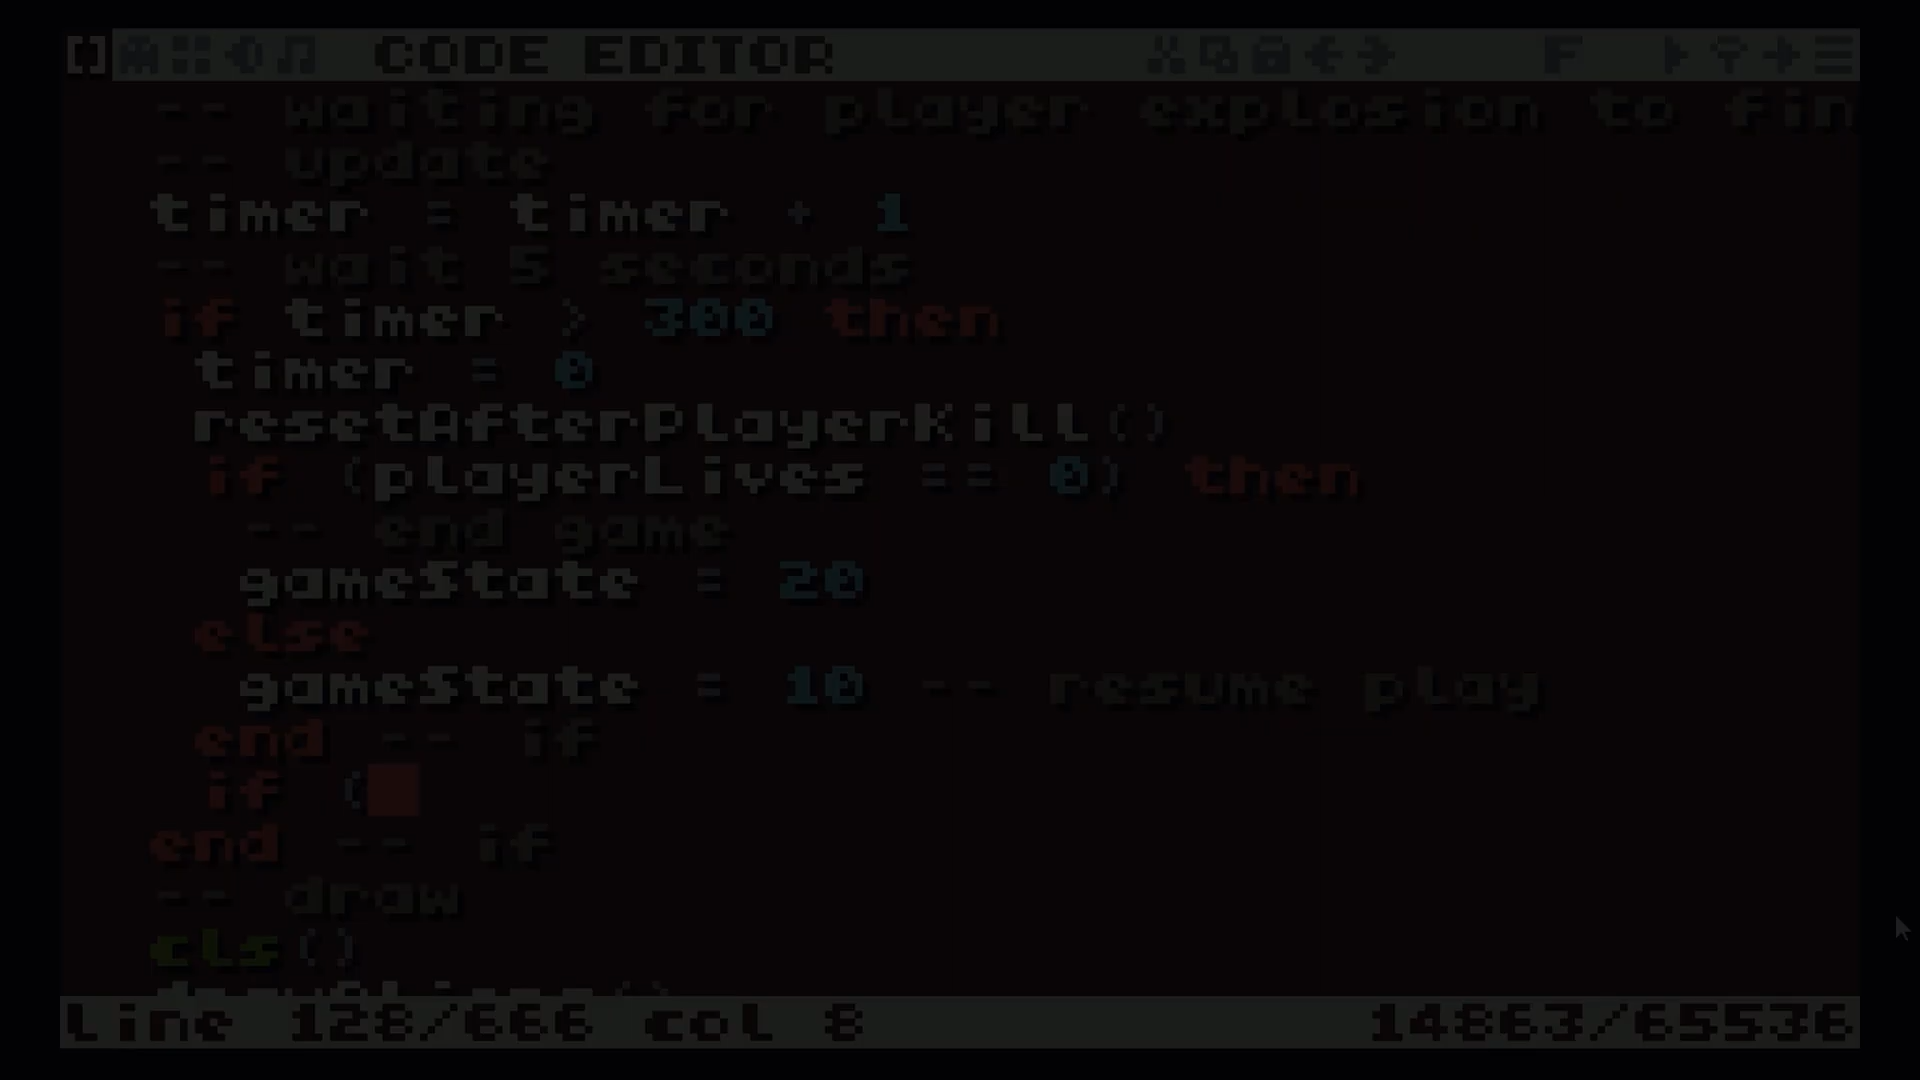 CODE EDITOR F
-- waiting for player explosion to fin
-- update
timer = timer + 1
-- wait 5 seconds
if timer > 300 then
timer = 0
resetAfterPlayerKill()
if (playerLives == 0) then
-- end game
gameState = 20
else
gameState = 10 -- resume play
end -- if
if (
end -- if
-- draw
cls()
line 128/666 col 8
14863/65536